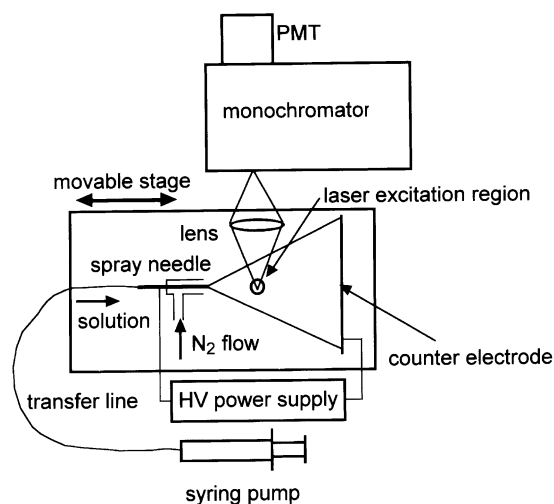 PMT
monochromator
movable stage
laser excitation region
lens
spray needle
solution
N₂ flow
counter electrode
transfer line
HV power supply
syring pump